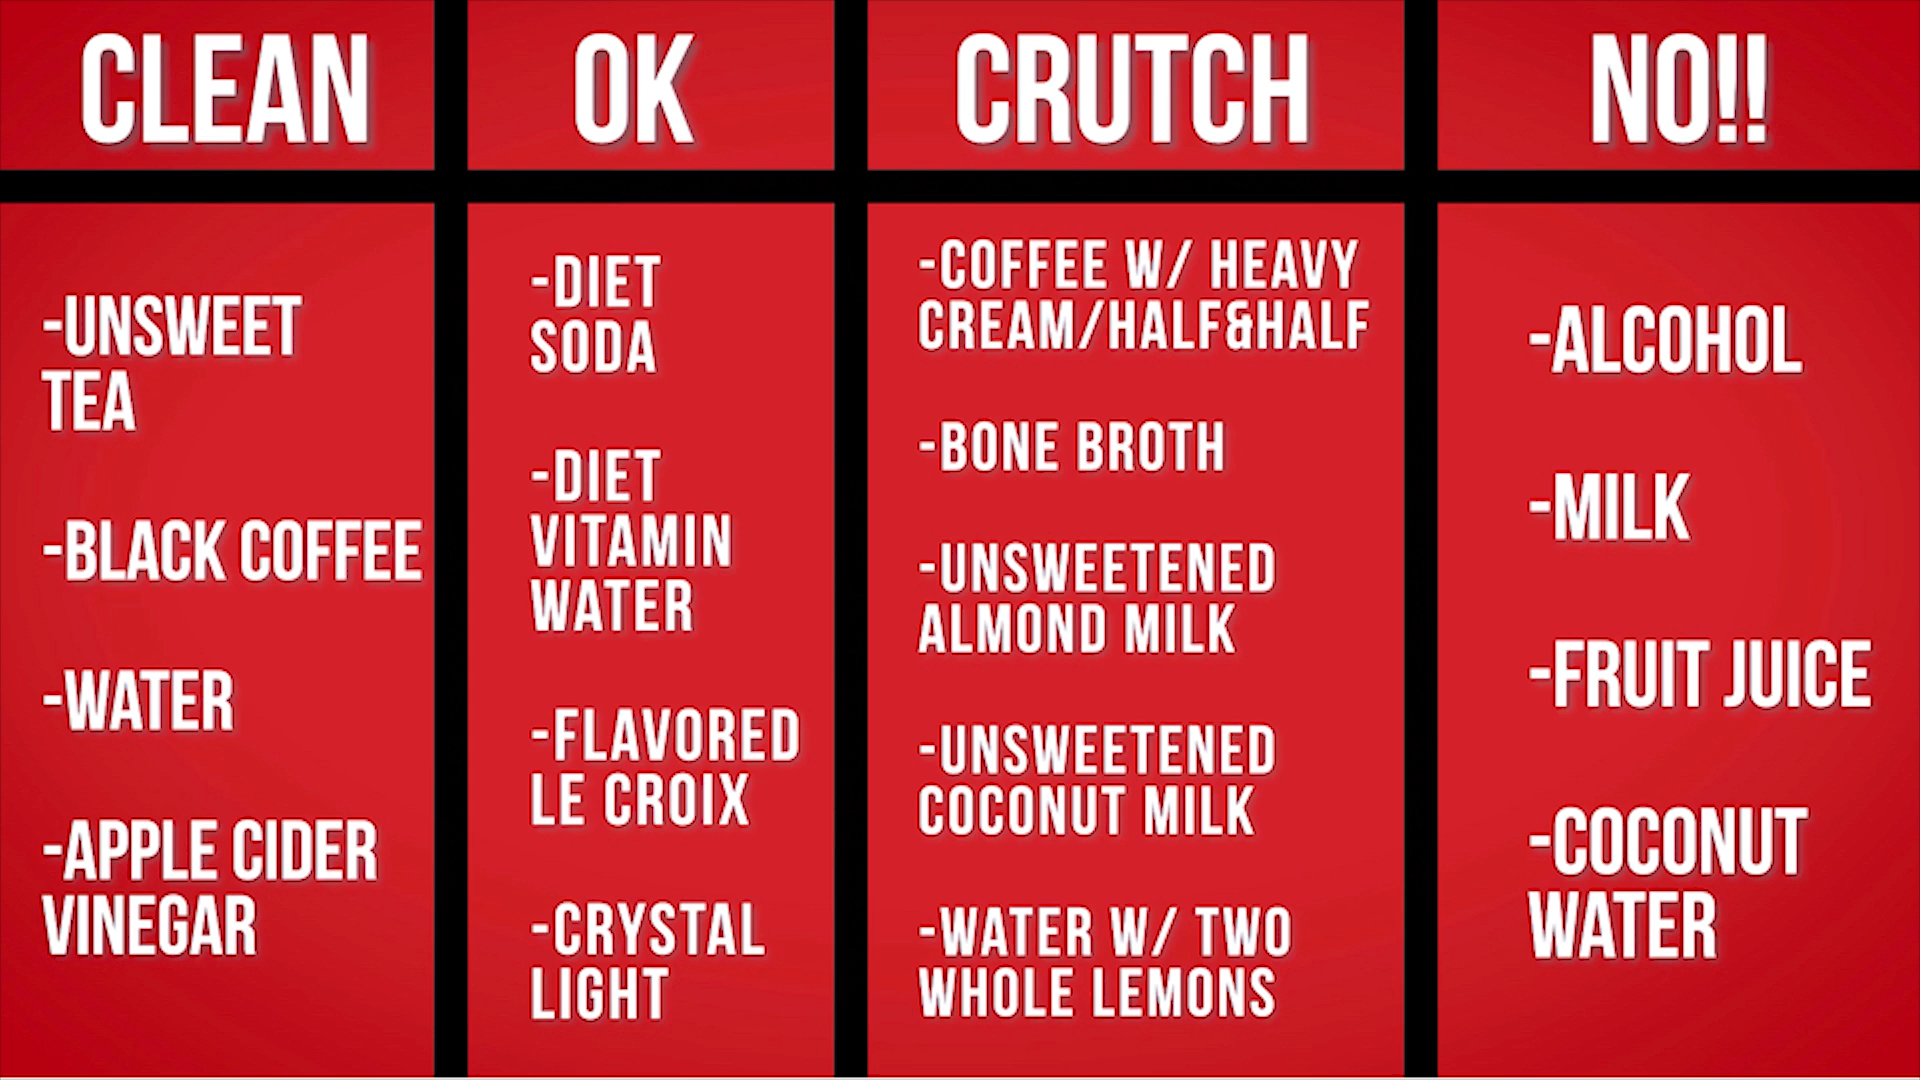 CLEAN
OK
CRUTCH
NO!!
-UNSWEET
TEA
-BLACK COFFEE
-WATER
-APPLE CIDER
VINEGAR
-DIET
SODA
-DIET
VITAMIN
WATER
-FLAVORED
LE CROIX
-CRYSTAL
LIGHT
-COFFEE W/ HEAVY
CREAM/HALF&HALF
-BONE BROTH
-UNSWEETENED
ALMOND MILK
-UNSWEETENED
COCONUT MILK
-WATER W/ TWO
WHOLE LEMONS
-ALCOHOL
-MILK
-FRUIT JUICE
-COCONUT
WATER